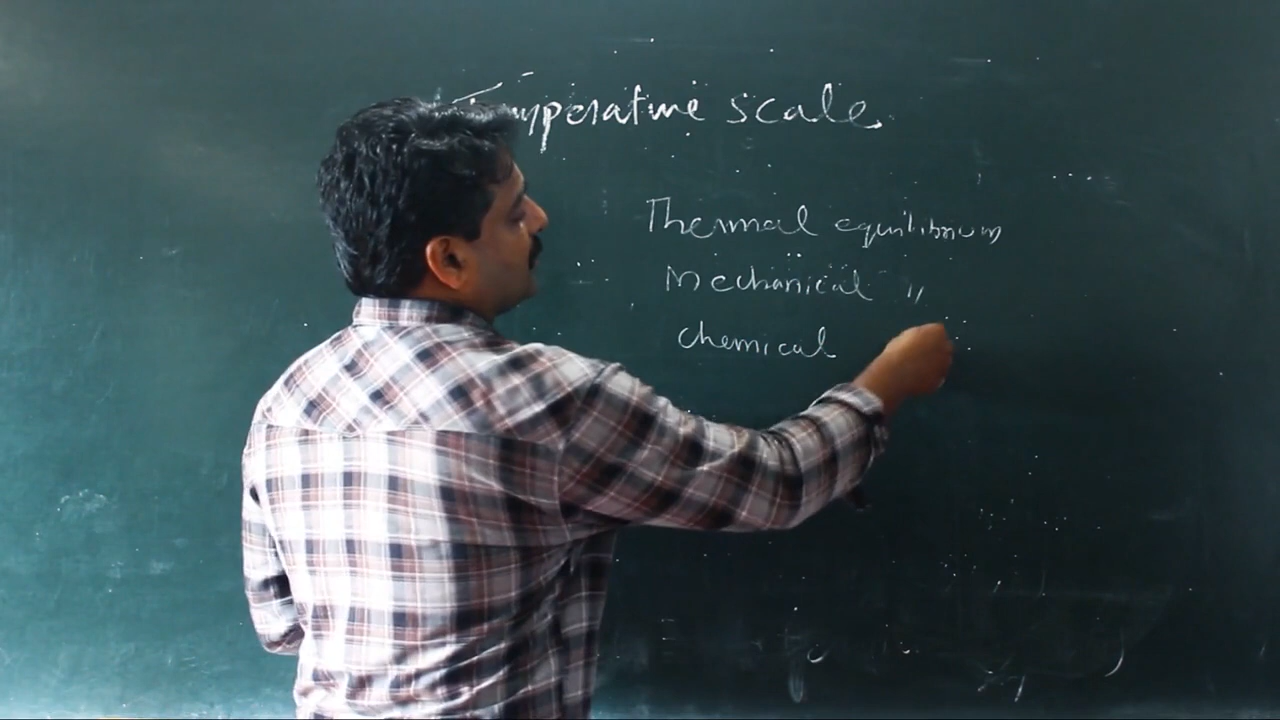 Temperature scale
Thermal equilibrium
Mechanical "
chemical